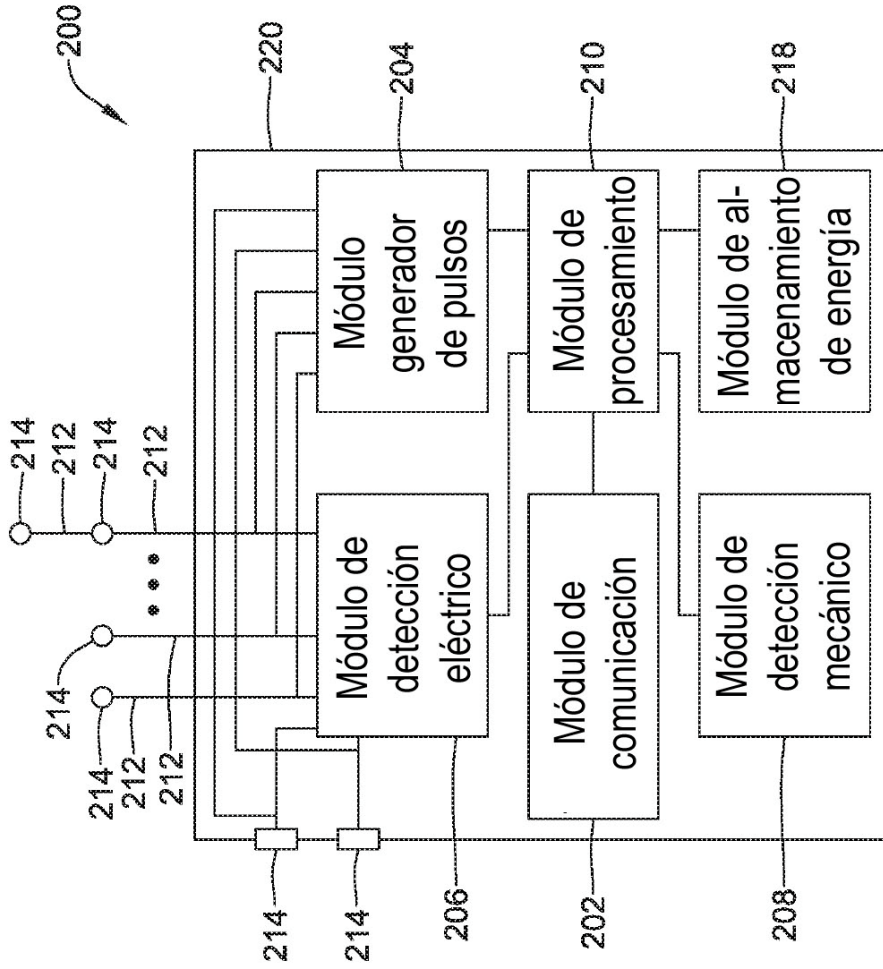 200
214
212
214
212
214
214
212
212
220
214
214
204
Módulo de
detección
eléctrico
Módulo
generador
de pulsos
206
210
Módulo de
comunicación
Módulo de
procesamiento
202
218
Módulo de
detección
mecánico
Módulo de al-
macenamiento
de energía
208